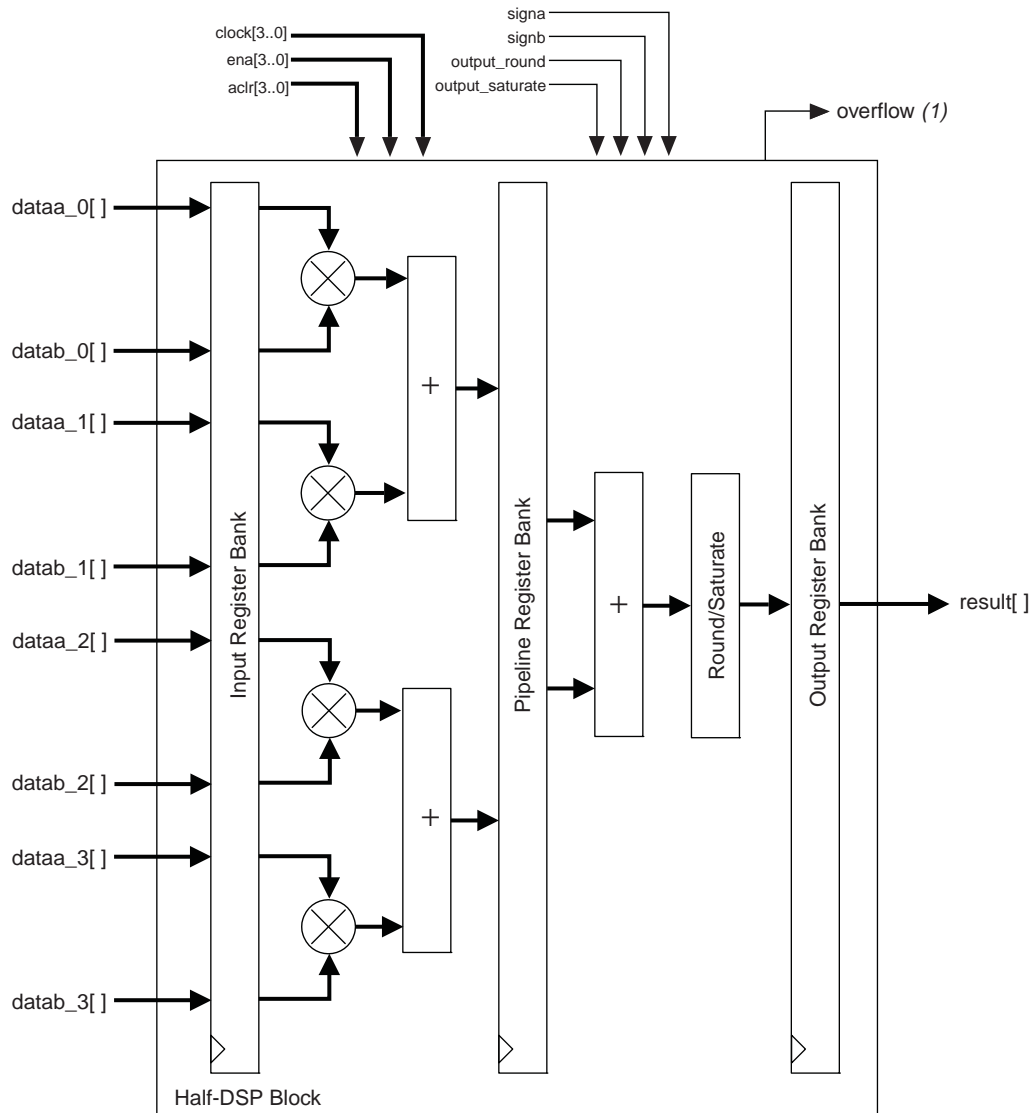 clock[3..0]
ena[3..0]
aclr[3..0]
signa
signb
output_round
output_saturate
overflow (1)
dataa_0[ ]
datab_0[ ]
dataa_1[ ]
datab_1[ ]
dataa_2[ ]
datab_2[ ]
dataa_3[ ]
datab_3[ ]
Input Register Bank
+
+
Pipeline Register Bank
+
Round/Saturate
Output Register Bank
result[ ]
Half-DSP Block